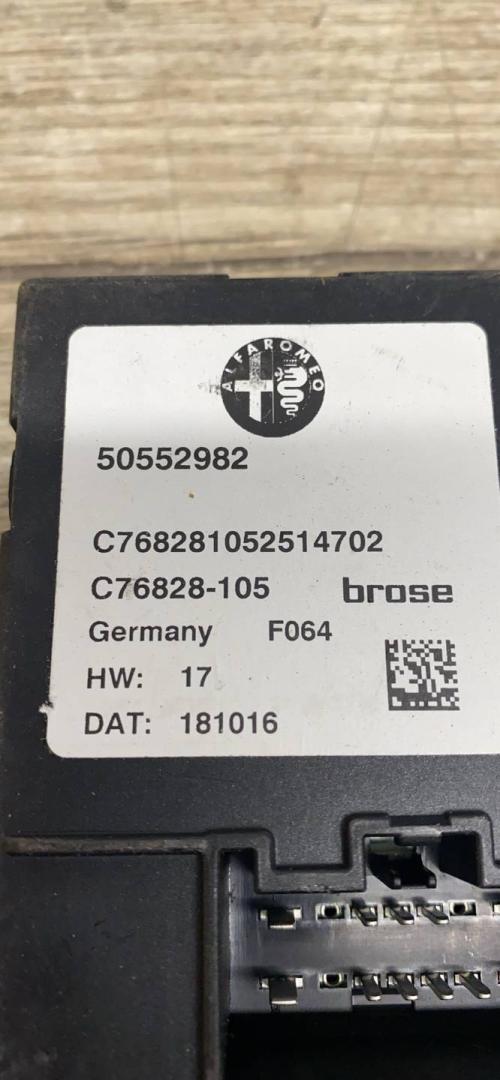 ALFA ROMEO
50552982
C768281052514702
C76828-105 brose
Germany F064
HW: 17
DAT: 181016